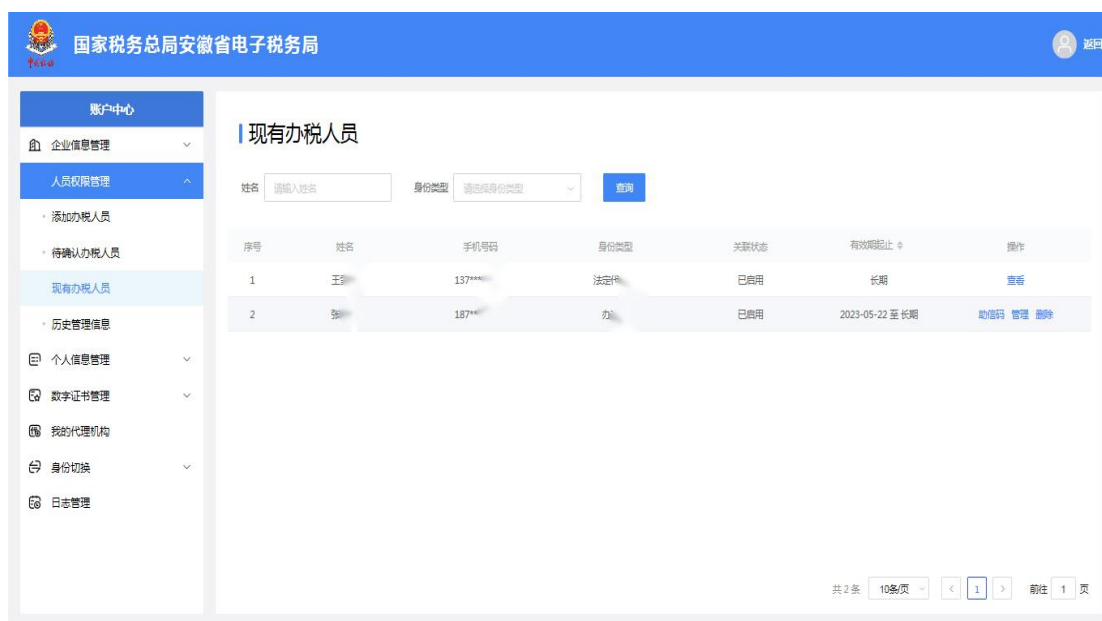 国家税务总局安徽省电子税务局
返回
账户中心
企业信息管理
人员权限管理
添加办税人员
待确认办税人员
现有办税人员
历史管理信息
个人信息管理
数字证书管理
我的代理机构
身份切换
日志管理
现有办税人员
姓名 请输入姓名 身份类型 请选择身份类型 查询
序号 姓名 手机号码 身份类型 关联状态 有效期起止 操作
1 王 137*** 法定代 已启用 长期 查看
2 张 187** 办 已启用 2023-05-22 至 长期 助信码 管理 删除
共 2 条 10条/页 1 前往 1 页